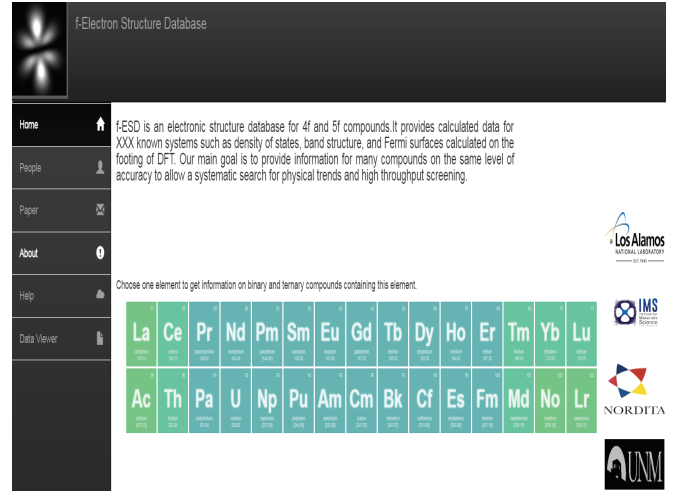 f-Electron Structure Database
Home
People
Paper
About
Help
Data Viewer
f-ESD is an electronic structure database for 4f and 5f compounds.It provides calculated data for
XXX known systems such as density of states, band structure, and Fermi surfaces calculated on the
footing of DFT. Our main goal is to provide information for many compounds on the same level of
accuracy to allow a systematic search for physical trends and high throughput screening.
Choose one element to get information on binary and ternary compounds containing this element.
La Ce Pr Nd Pm Sm Eu Gd Tb Dy Ho Er Tm Yb Lu
Ac Th Pa U Np Pu Am Cm Bk Cf Es Fm Md No Lr
Los Alamos
NATIONAL LABORATORY
EST. 1943
IMS
Institute for
Materials
Science
NORDITA
UNM